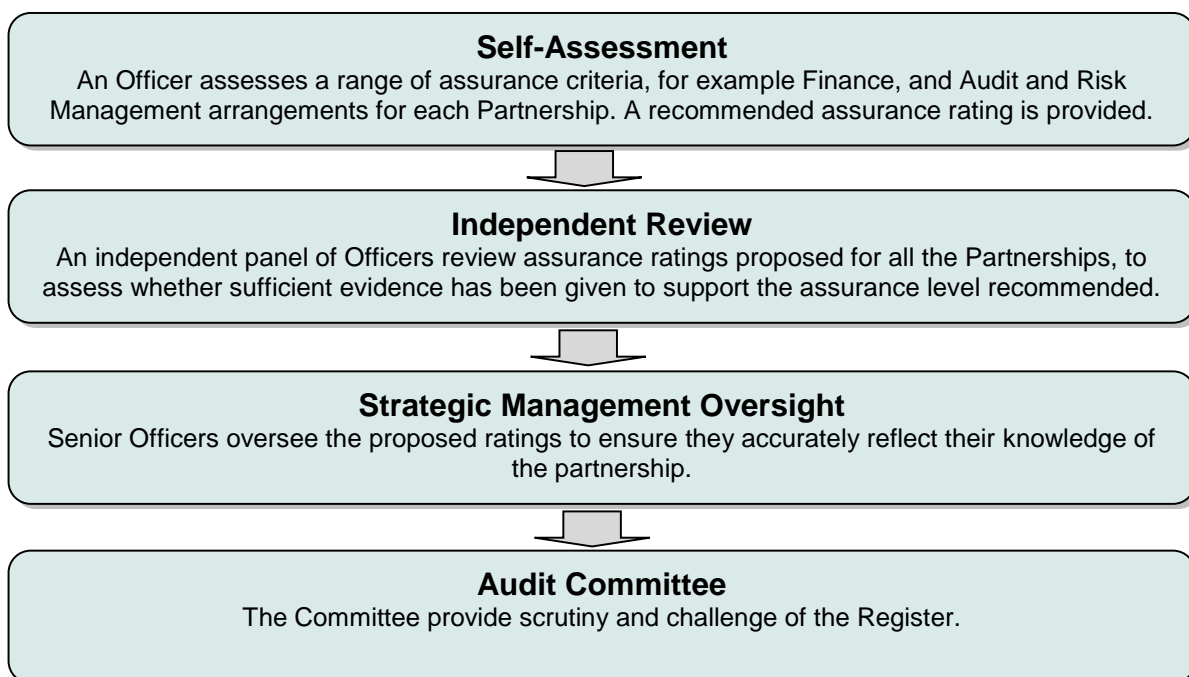 Self-Assessment
An Officer assesses a range of assurance criteria, for example Finance, and Audit and Risk
Management arrangements for each Partnership. A recommended assurance rating is provided.
Independent Review
An independent panel of Officers review assurance ratings proposed for all the Partnerships, to
assess whether sufficient evidence has been given to support the assurance level recommended.
Strategic Management Oversight
Senior Officers oversee the proposed ratings to ensure they accurately reflect their knowledge of
the partnership.
Audit Committee
The Committee provide scrutiny and challenge of the Register.